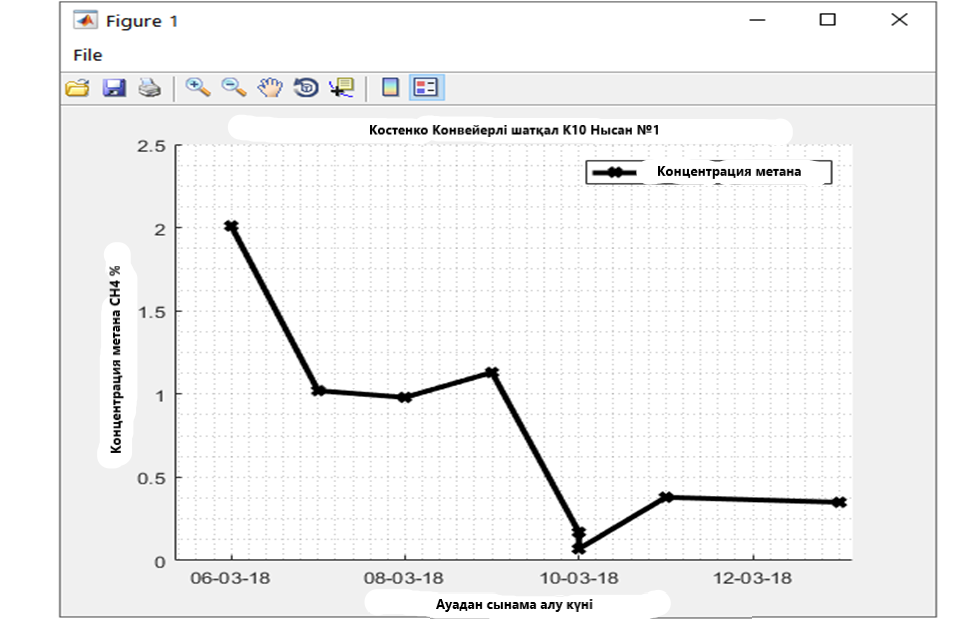 Figure 1
File
Костенко Конвейерлі шатқал К10 Нысан №1
2.5
Концентрация метана
2
1.5
1
0.5
0
Концентрация метана CH4 %
06-03-18 08-03-18 10-03-18 12-03-18
Ауадан сынама алу күні